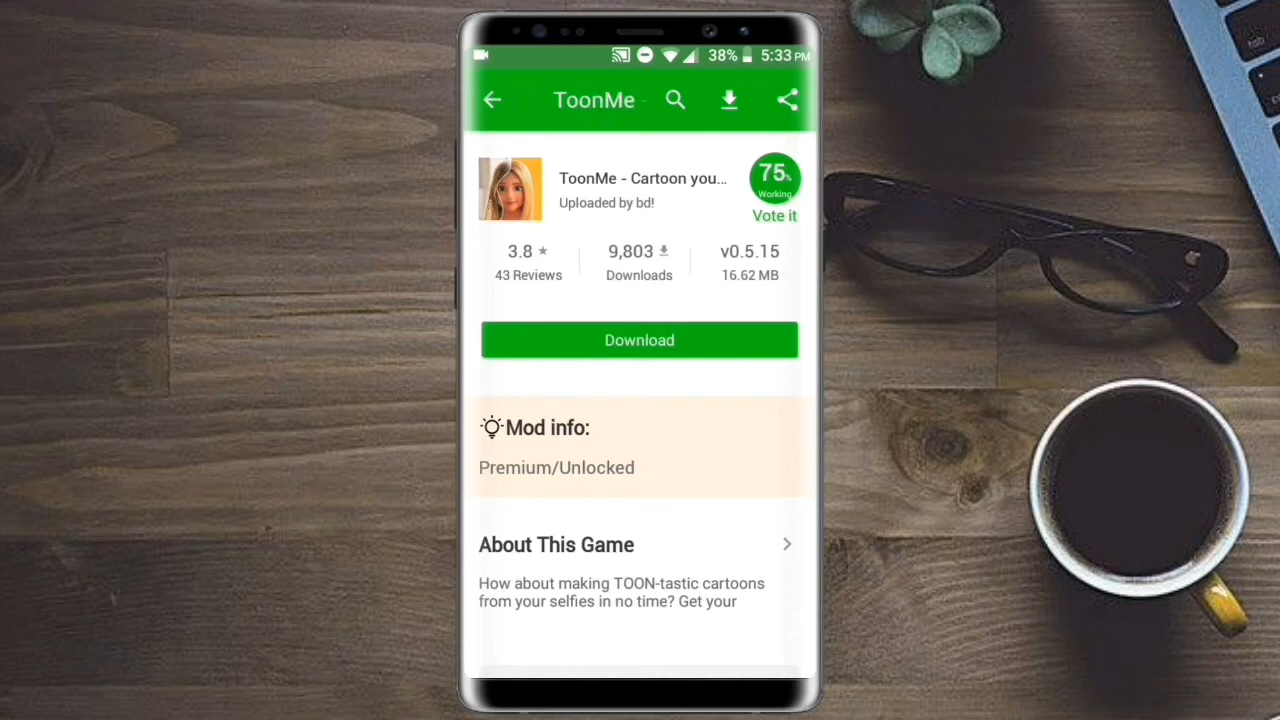 38% 5:33 PM
ToonMe
ToonMe - Cartoon you...
Uploaded by bd!
75%
Working
Vote it
3.8 ★
43 Reviews
9,803
Downloads
v0.5.15
16.62 MB
Download
Mod info:
Premium/Unlocked
About This Game
How about making TOON-tastic cartoons
from your selfies in no time? Get your
tab